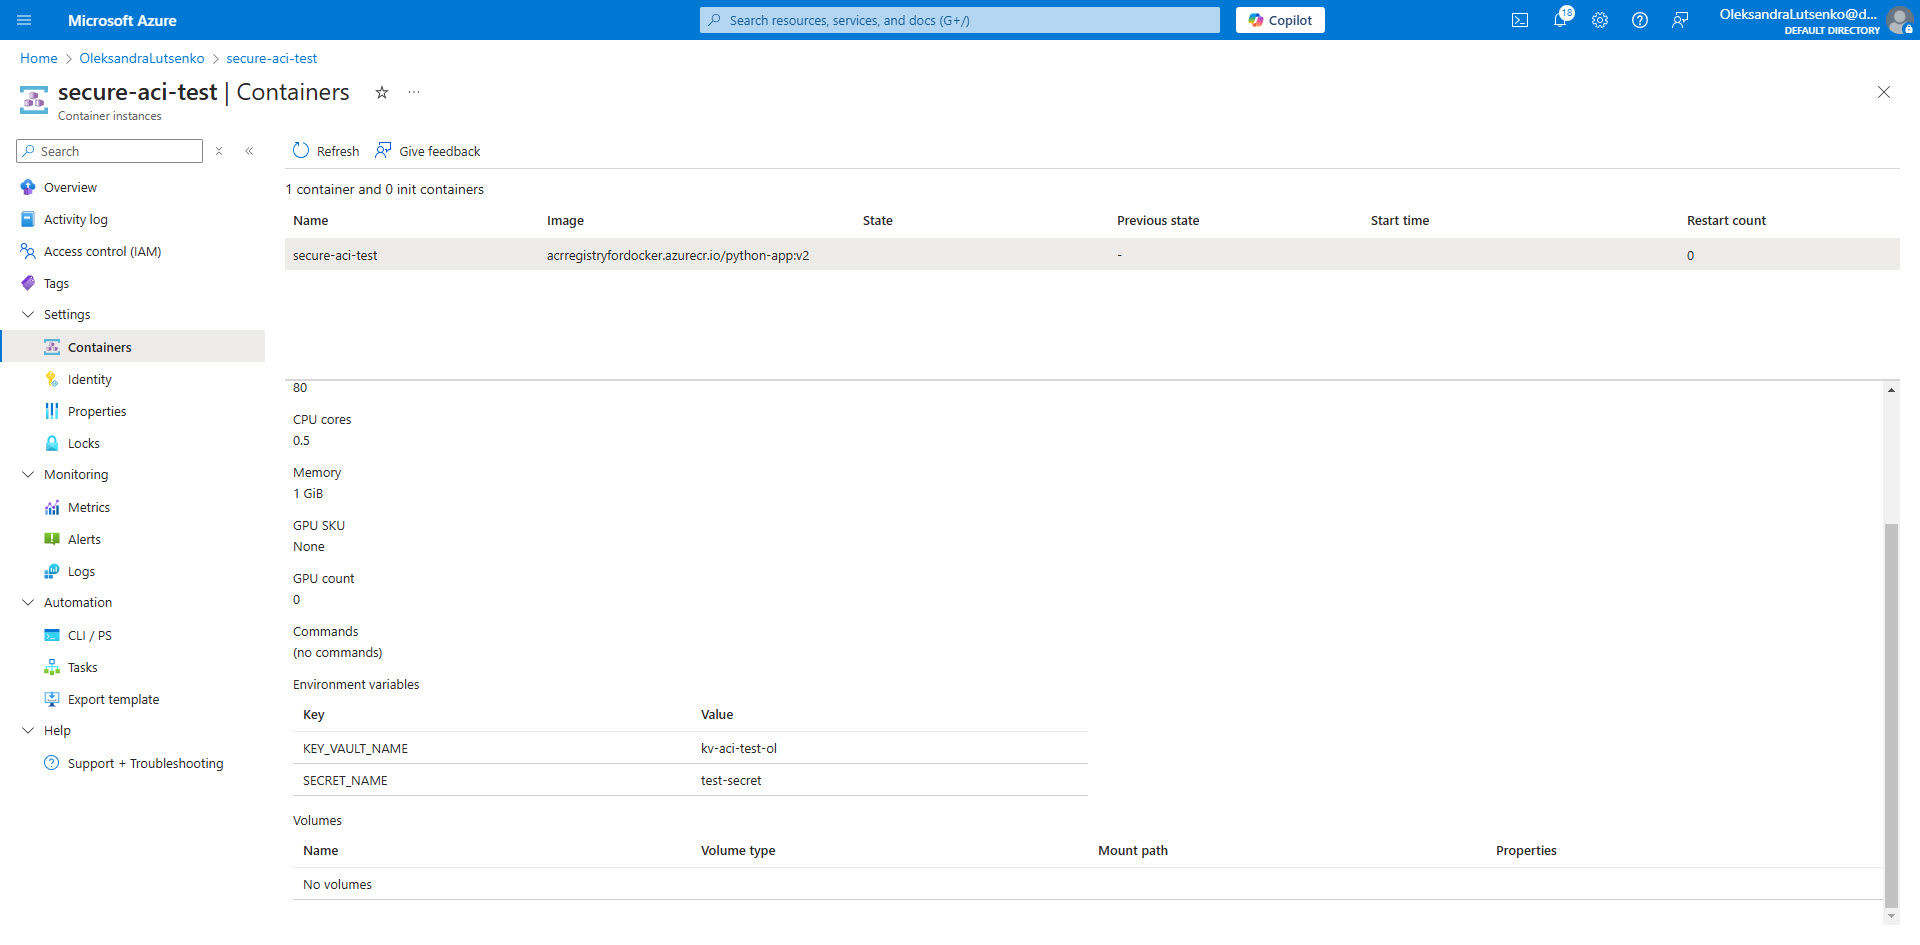 Microsoft Azure
Search resources, services, and docs (G+/)
Copilot
18
OleksandraLutsenko@d...
DEFAULT DIRECTORY
Home > OleksandraLutsenko > secure-aci-test
secure-aci-test | Containers
Container instances
Search
Overview
Activity log
Access control (IAM)
Tags
Settings
Containers
Identity
Properties
Locks
Monitoring
Metrics
Alerts
Logs
Automation
CLI / PS
Tasks
Export template
Help
Support + Troubleshooting
Refresh Give feedback
1 container and 0 init containers
Name Image State Previous state Start time Restart count
secure-aci-test acrregistryfordocker.azurecr.io/python-app:v2 - 0
80
CPU cores
0.5
Memory
1 GiB
GPU SKU
None
GPU count
0
Commands
(no commands)
Environment variables
Key Value
KEY_VAULT_NAME kv-aci-test-ol
SECRET_NAME test-secret
Volumes
Name Volume type Mount path Properties
No volumes